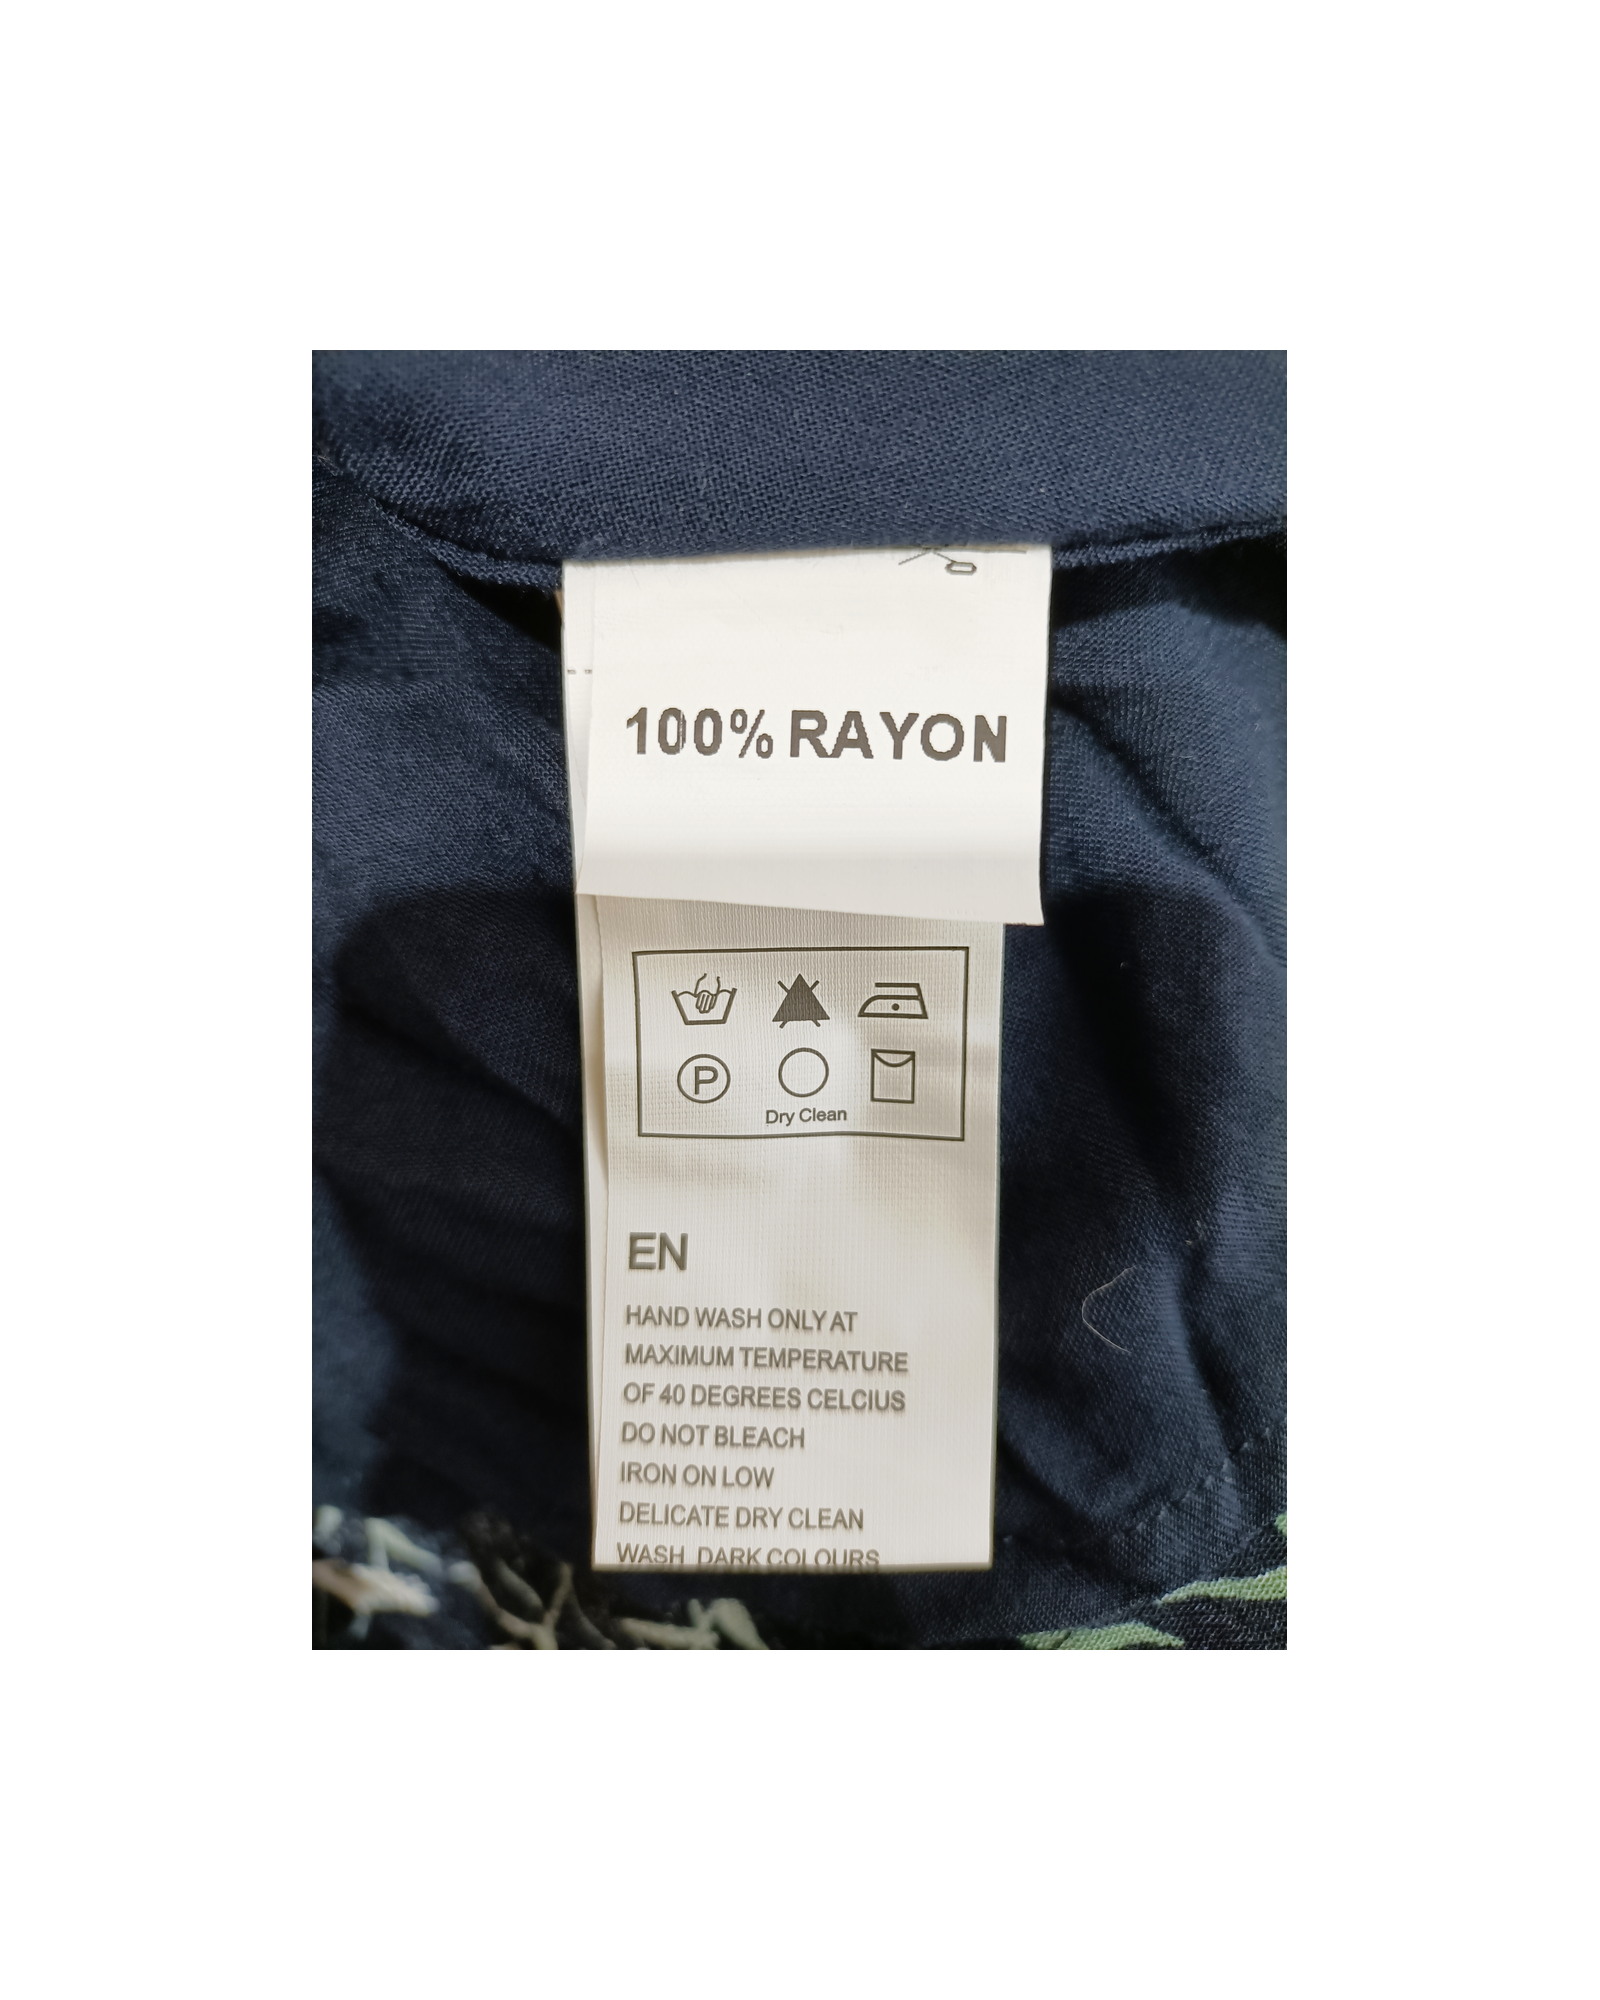 100% RAYON
P
Dry Clean
EN
HAND WASH ONLY AT
MAXIMUM TEMPERATURE
OF 40 DEGREES CELCIUS
DO NOT BLEACH
IRON ON LOW
DELICATE DRY CLEAN
WASH DARK COLOURS